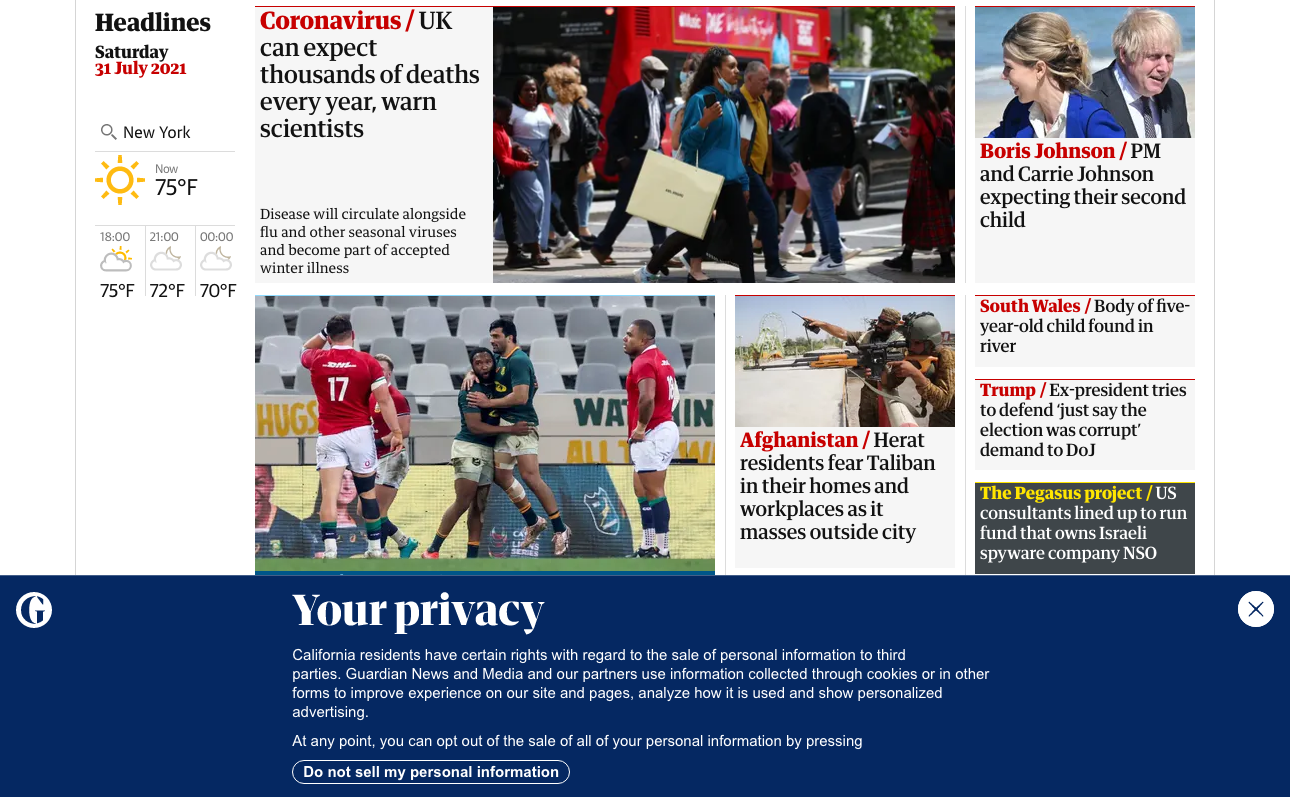 Headlines
Saturday
31 July 2021
New York
Now
75°F
18:00
21:00
00:00
75°F
72°F
70°F
Coronavirus / UK
can expect
thousands of deaths
every year, warn
scientists
Disease will circulate alongside
flu and other seasonal viruses
and become part of accepted
winter illness
Boris Johnson / PM
and Carrie Johnson
expecting their second
child
DHL
17
HUGS
Afghanistan / Herat
residents fear Taliban
in their homes and
workplaces as it
masses outside city
South Wales / Body of five-
year-old child found in
river
Trump / Ex-president tries
to defend ‘just say the
election was corrupt’
demand to DoJ
The Pegasus project / US
consultants lined up to run
fund that owns Israeli
spyware company NSO
Your privacy
California residents have certain rights with regard to the sale of personal information to third
parties. Guardian News and Media and our partners use information collected through cookies or in other
forms to improve experience on our site and pages, analyze how it is used and show personalized
advertising.
At any point, you can opt out of the sale of all of your personal information by pressing
Do not sell my personal information